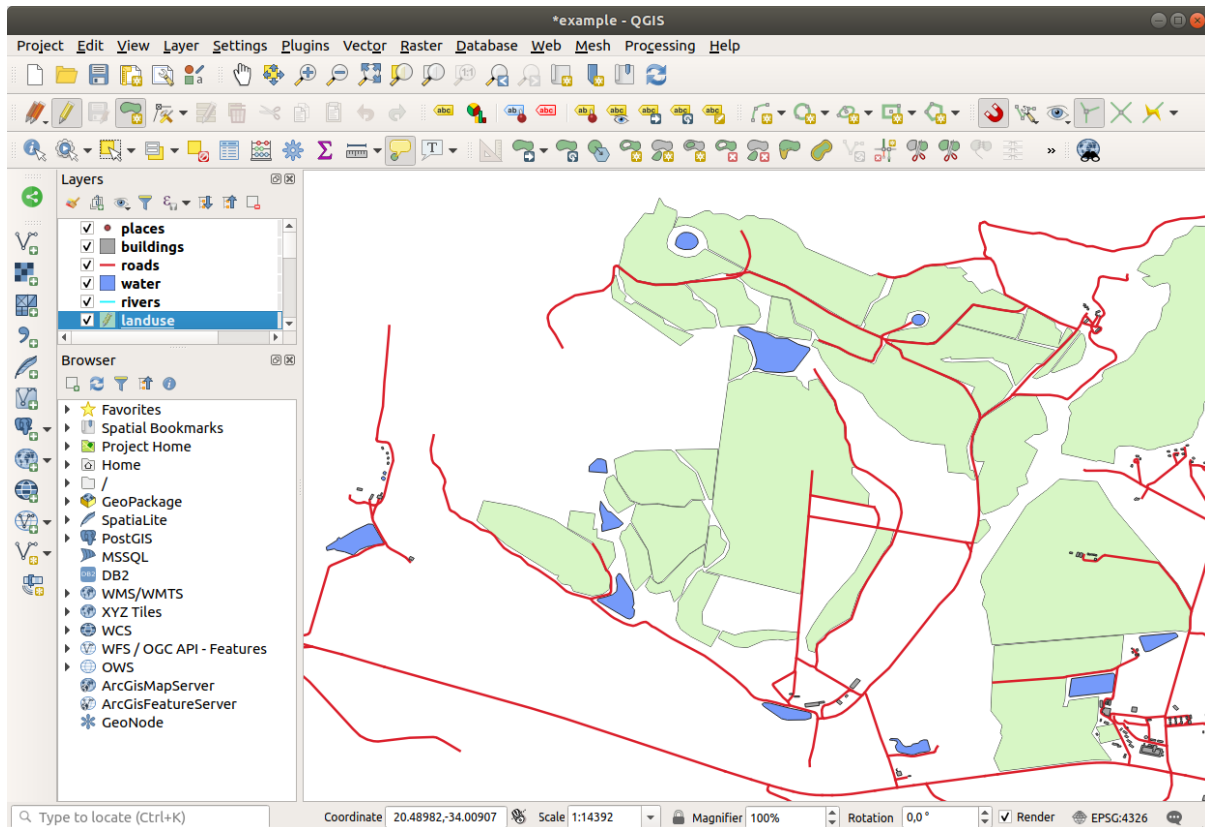 *example - QGIS
Project Edit View Layer Settings Plugins Vector Raster Database Web Mesh Processing Help
Layers
places
buildings
roads
water
rivers
landuse
Browser
Favorites
Spatial Bookmarks
Project Home
Home
/
GeoPackage
SpatiaLite
PostGIS
MSSQL
DB2
WMS/WMTS
XYZ Tiles
WCS
WFS / OGC API - Features
OWS
ArcGisMapServer
ArcGisFeatureServer
GeoNode
Type to locate (Ctrl+K) Coordinate 20.48982,-34.00907 Scale 1:14392 Magnifier 100% Rotation 0,0 ° Render EPSG:4326